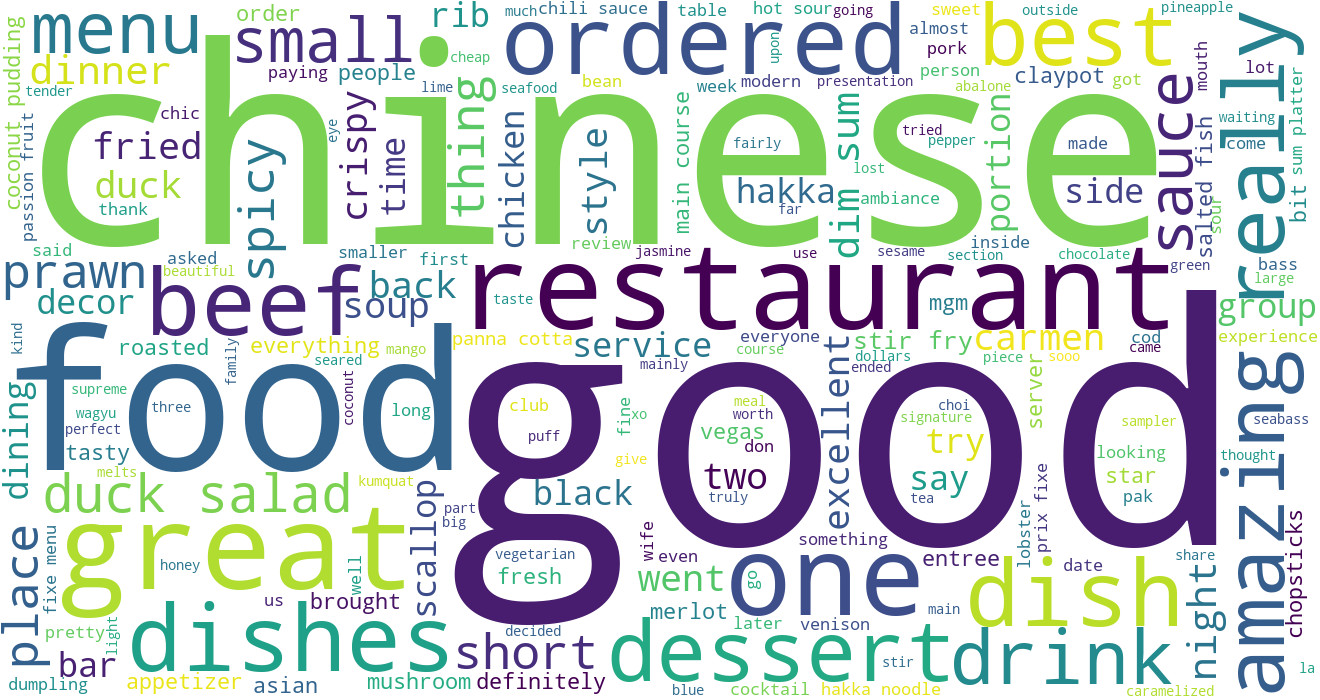 chinese
good
food
restaurant
menu
small
rib
ordered
best
really
order
much
chili sauce
table
hot sour
going
sweet
outside
pineapple
almost
upon
pork
cheap
dinner
paying
people
tender
coconut pudding
passion fruit
chic
fried
duck
thank
spicy
eye
crispy
time
lime
thing
seafood
chicken
bean
style
week
modern
presentation
person
abalone
claypot
got
mouth
lot
main course
fairly
hakka
far
dim sum
tried
pepper
lost
ambiance
portion
made
side
sauce
salted fish
sour
waiting
come
bit
sum platter
said
asked
beautiful
smaller
first
review
jasmine
use
sesame
inside
section
chocolate
green
bass
large
prawn
decor
beef
soup
back
taste
mgm
group
kind
roasted
everything
seared
mango
family
panna cotta
service
everyone
course
mainly
dollars
stir fry
ended
piece
carmen
sooo
cod
came
experience
dining
supreme
wagyu
perfect
three
coconut
long
club
puff
fine
xo
meal
worth
vegas
don
two
truly
excellent
choi
signature
try
say
tea
server
sampler
looking
star
pak
seabass
thought
amazing
tasty
melts
duck salad
kumquat
give
black
part
big
place
fixe menu
great
honey
well
scallop
vegetarian
fresh
wife
even
something
went
go
one
entree
lobster
prix fixe
date
share
dish
night
chopsticks
us
brought
pretty
light
dishes
decided
short
merlot
later
venison
main
dessert
stir
drink
la
dumpling
bar
appetizer
asian
mushroom
definitely
blue
cocktail
hakka noodle
caramelized